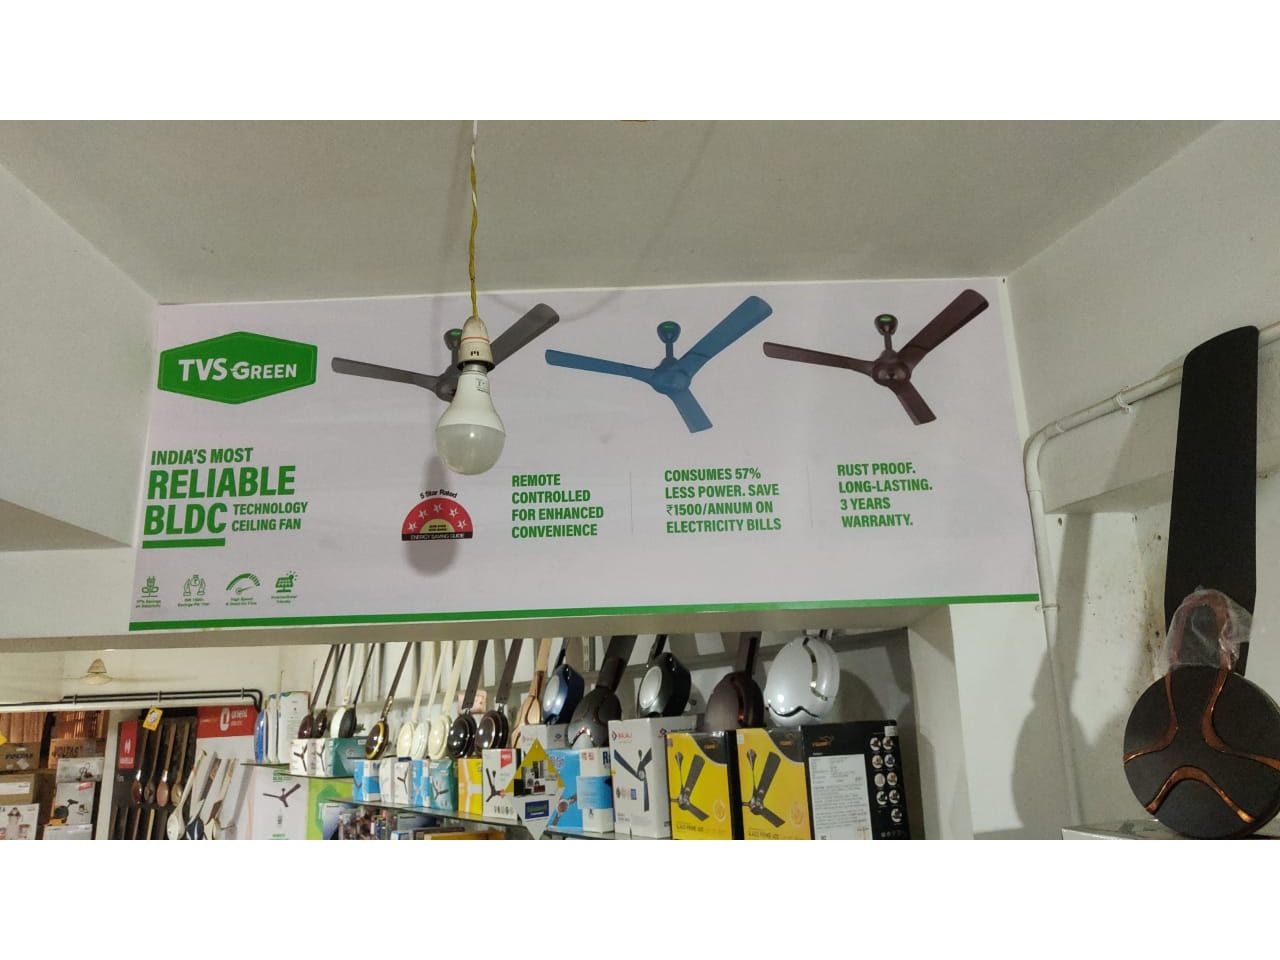 TVS GREEN
INDIA'S MOST
RELIABLE
BLDC
TECHNOLOGY
CEILING FAN
5 Star Rated
ENERGY SAVING GUIDE
REMOTE
CONTROLLED
FOR ENHANCED
CONVENIENCE
CONSUMES 57%
LESS POWER. SAVE
₹1500/ANNUM ON
ELECTRICITY BILLS
RUST PROOF.
LONG-LASTING.
3 YEARS
WARRANTY.
orient
HAVELLS
BAJAJ